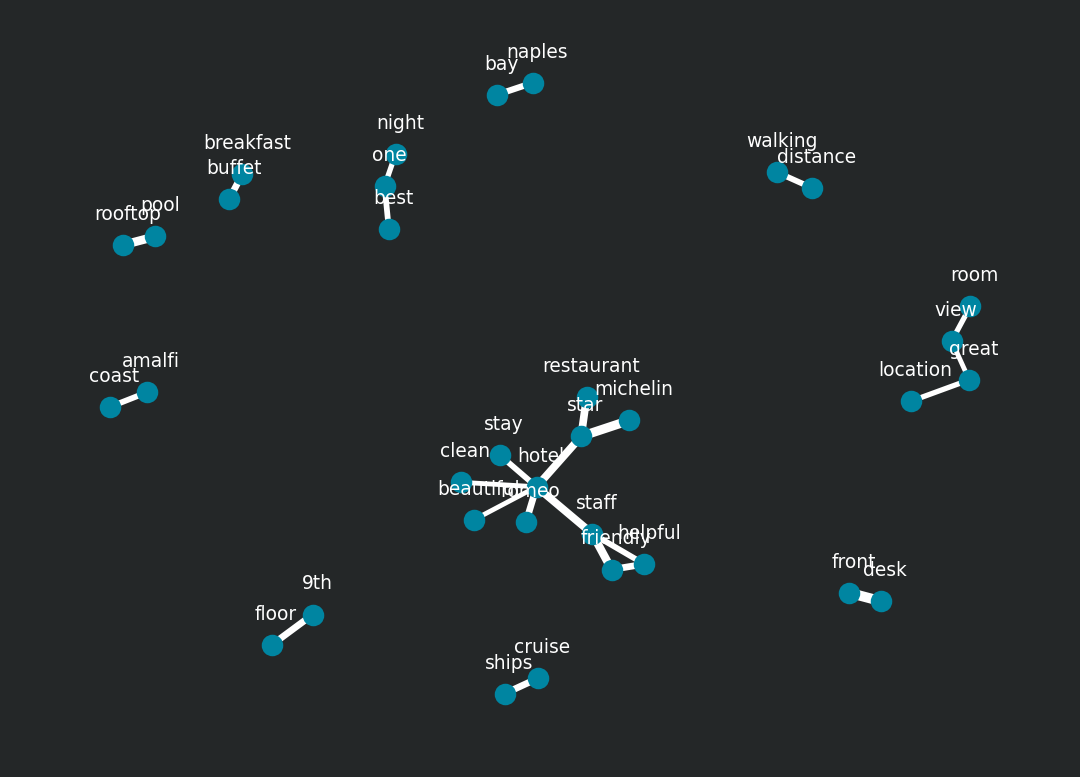 naples
bay
night
breakfast
walking
one
distance
buffet
best
pool
rooftop
room
view
great
amalfi
restaurant
location
coast
michelin
star
stay
clean
hotel
beautiful
romeo
staff
helpful
friendly
front
desk
9th
floor
cruise
ships